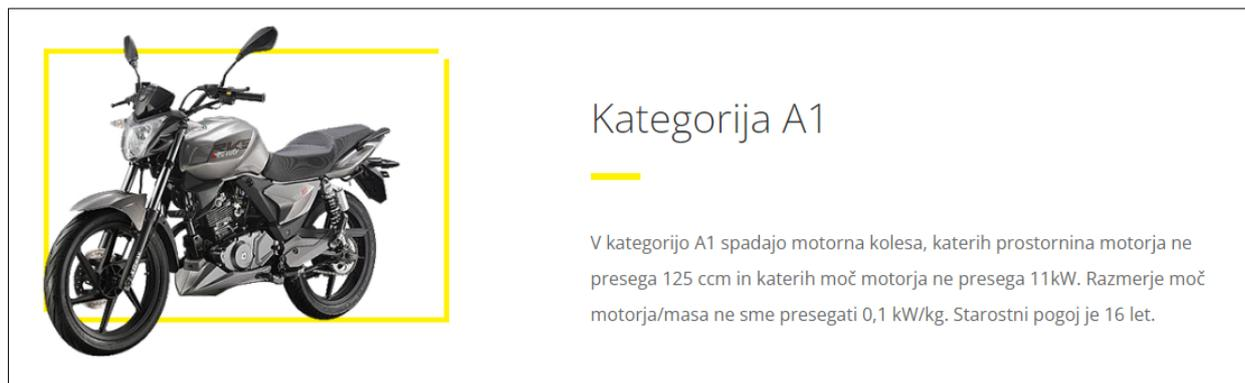 Kategorija A1
V kategorijo A1 spadajo motorna kolesa, katerih prostornina motorja ne
presega 125 ccm in katerih moč motorja ne presega 11kW. Razmerje moč
motorja/masa ne sme presegati 0,1 kW/kg. Starostni pogoj je 16 let.